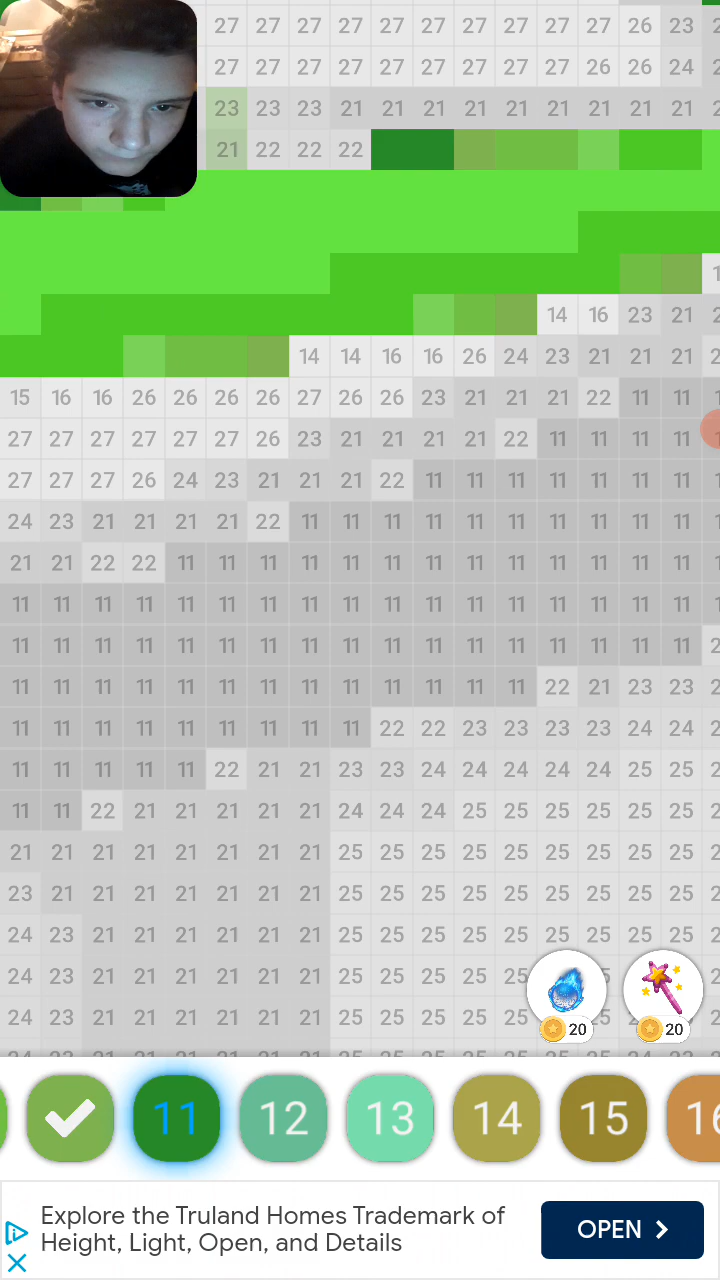 27 27 27 27 27 27 27 27 27 27 26 23
27 27 27 27 27 27 27 27 27 26 26 24
23 23 23 21 21 21 21 21 21 21 21 21
21 22 22 22
14 16 23 21
14 14 16 16 26 24 23 21 21 21
15 16 16 26 26 26 26 27 26 26 23 21 21 21 22 11 11
27 27 27 27 27 26 26 23 21 21 21 21 22 11 11 11 11
27 27 27 26 24 23 21 21 21 22 11 11 11 11 11 11 11
24 23 21 21 21 21 22 11 11 11 11 11 11 11 11 11 11
21 21 22 22 11 11 11 11 11 11 11 11 11 11 11 11 11
11 11 11 11 11 11 11 11 11 11 11 11 11 11 11 11 11
11 11 11 11 11 11 11 11 11 11 11 11 11 11 11 11 11
11 11 11 11 11 11 11 11 11 11 11 11 11 22 21 23 23
11 11 11 11 11 11 11 11 11 22 22 23 23 23 23 24 24
11 11 11 11 11 22 21 21 23 23 24 24 24 24 24 25 25
11 11 22 21 21 21 21 21 24 24 24 25 25 25 25 25 25
21 21 21 21 21 21 21 21 25 25 25 25 25 25 25 25 25
23 21 21 21 21 21 21 21 25 25 25 25 25 25 25 25 25
24 23 21 21 21 21 21 21 25 25 25 25 25 25 25 25 25
24 23 21 21 21 21 21 21 25 25 25 25 25
24 23 21 21 21 21 21 21 25 25 25 25 25
20 20
11 12 13 14 15 16
Explore the Truland Homes Trademark of
Height, Light, Open, and Details
OPEN